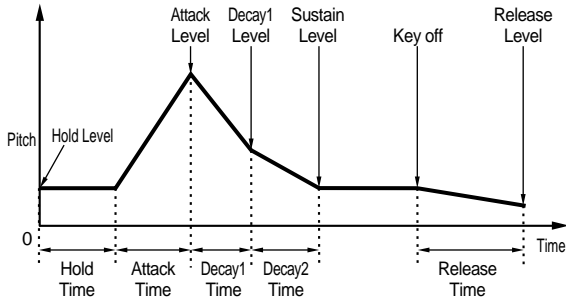 Attack Level
Decay1 Level
Sustain Level
Key off
Release Level
Pitch
Hold Level
0
Time
Hold Time
Attack Time
Decay1 Time
Decay2 Time
Release Time